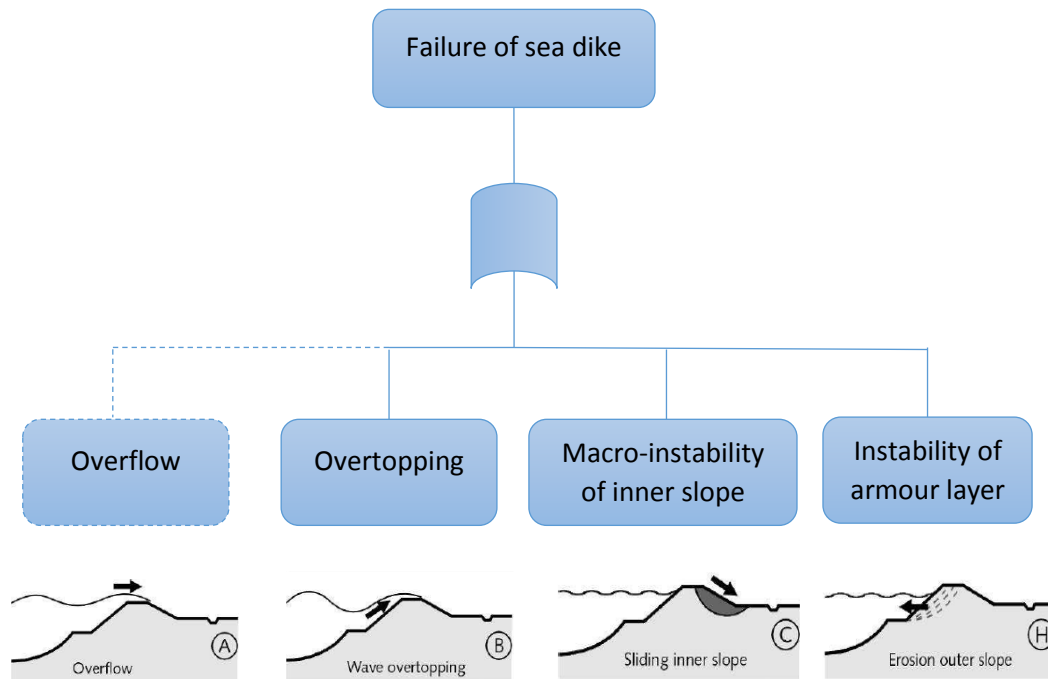 Failure of sea dike
Overflow
Overtopping
Macro-instability
of inner slope
Instability of
armour layer
A
Overflow
B
Wave overtopping
C
Sliding inner slope
H
Erosion outer slope